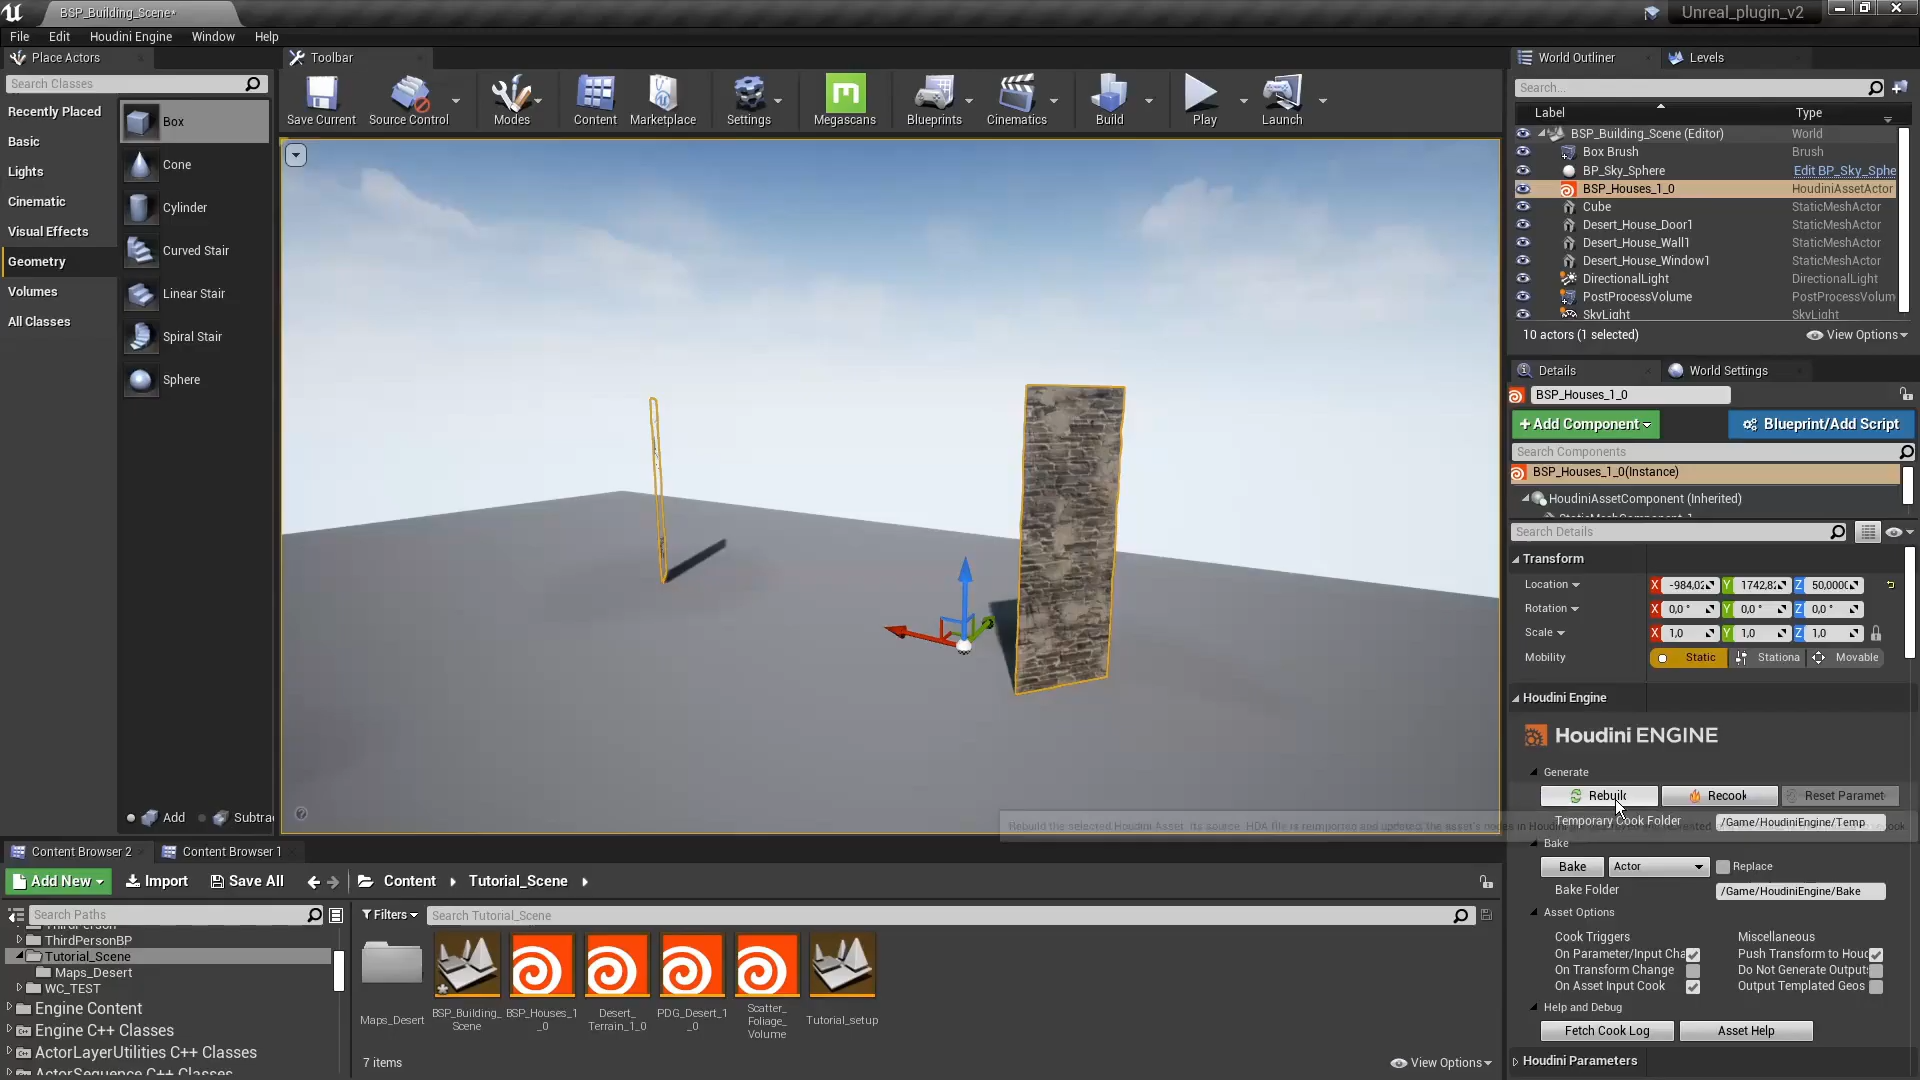 BSP_Building_Scene*
Unreal_plugin_v2
File Edit Houdini Engine Window Help
Place Actors
Search Classes
Recently Placed
Basic
Lights
Cinematic
Visual Effects
Geometry
Volumes
All Classes
Box
Cone
Cylinder
Curved Stair
Linear Stair
Spiral Stair
Sphere
Add Subtra
Toolbar
Save Current Source Control Modes Content Marketplace Settings Megascans Blueprints Cinematics Build Play Launch
World Outliner Levels
Search...
Label Type
BSP_Building_Scene (Editor) World
Box Brush Brush
BP_Sky_Sphere Edit BP_Sky_Sphe
BSP_Houses_1_0 HoudiniAssetActor
Cube StaticMeshActor
Desert_House_Door1 StaticMeshActor
Desert_House_Wall1 StaticMeshActor
Desert_House_Window1 StaticMeshActor
DirectionalLight DirectionalLight
PostProcessVolume PostProcessVolum
SkyLight SkyLight
10 actors (1 selected) View Options
Details World Settings
BSP_Houses_1_0
+Add Component Blueprint/Add Script
Search Components
BSP_Houses_1_0(Instance)
HoudiniAssetComponent (Inherited)
Search Details
Transform
Location X -984,02 Y 1742,82 Z 50,0000
Rotation X 0,0 ° Y 0,0 ° Z 0,0 °
Scale X 1,0 Y 1,0 Z 1,0
Mobility Static Stationa Movable
Houdini Engine
Houdini ENGINE
Generate
Rebuild Recook Reset Paramet
Temporary Cook Folder /Game/HoudiniEngine/Temp
Bake
Bake Actor Replace
Bake Folder /Game/HoudiniEngine/Bake
Asset Options
Cook Triggers Miscellaneous
On Parameter/Input Cha Push Transform to Houd
On Transform Change Do Not Generate Output
On Asset Input Cook Output Templated Geos
Help and Debug
Fetch Cook Log Asset Help
Houdini Parameters
Content Browser 2 Content Browser 1
Add New Import Save All Content Tutorial_Scene
Search Paths
ThirdPerson
ThirdPersonBP
Tutorial_Scene
Maps_Desert
WC_TEST
Engine Content
Engine C++ Classes
ActorLayerUtilities C++ Classes
ActorSequence C++ Classes
Filters Search Tutorial_Scene
Maps_Desert
BSP_Building_
Scene
BSP_Houses_1
_0
Desert_
Terrain_1_0
PDG_Desert_1
_0
Scatter_
Foliage_
Volume
Tutorial_setup
7 items View Options